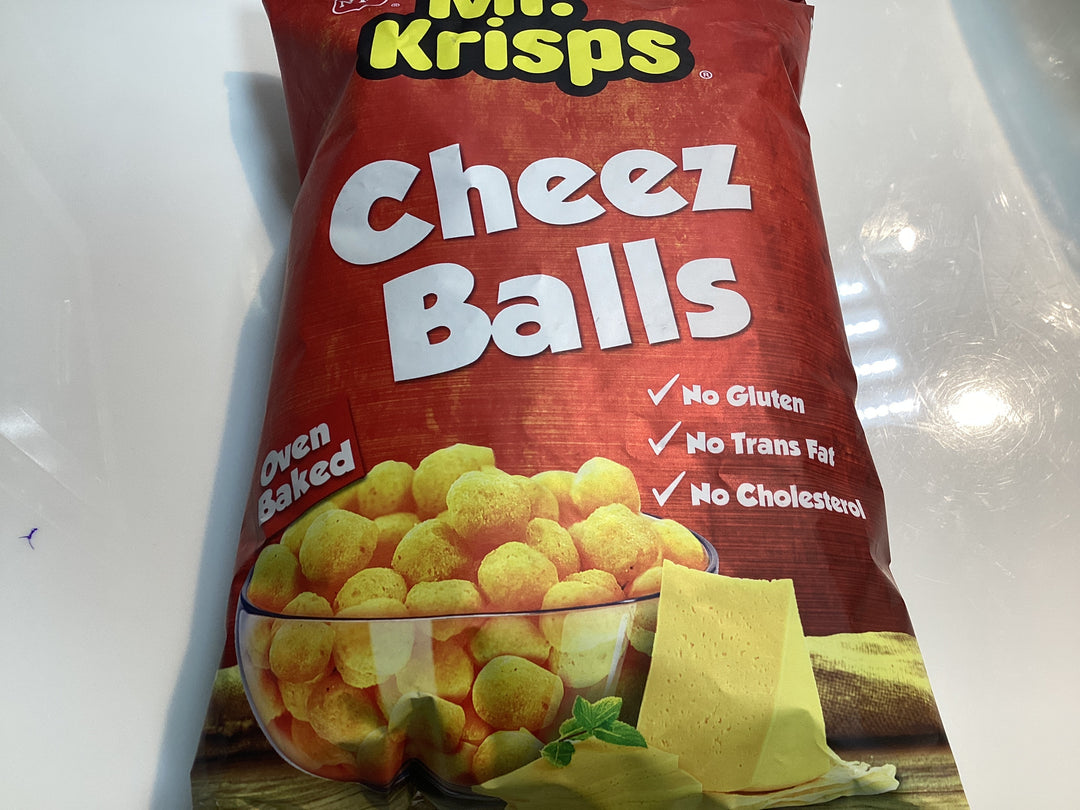 Mr.
Krisps
®
Cheez
Balls
✓ No Gluten
✓ No Trans Fat
✓ No Cholesterol
Oven
Baked